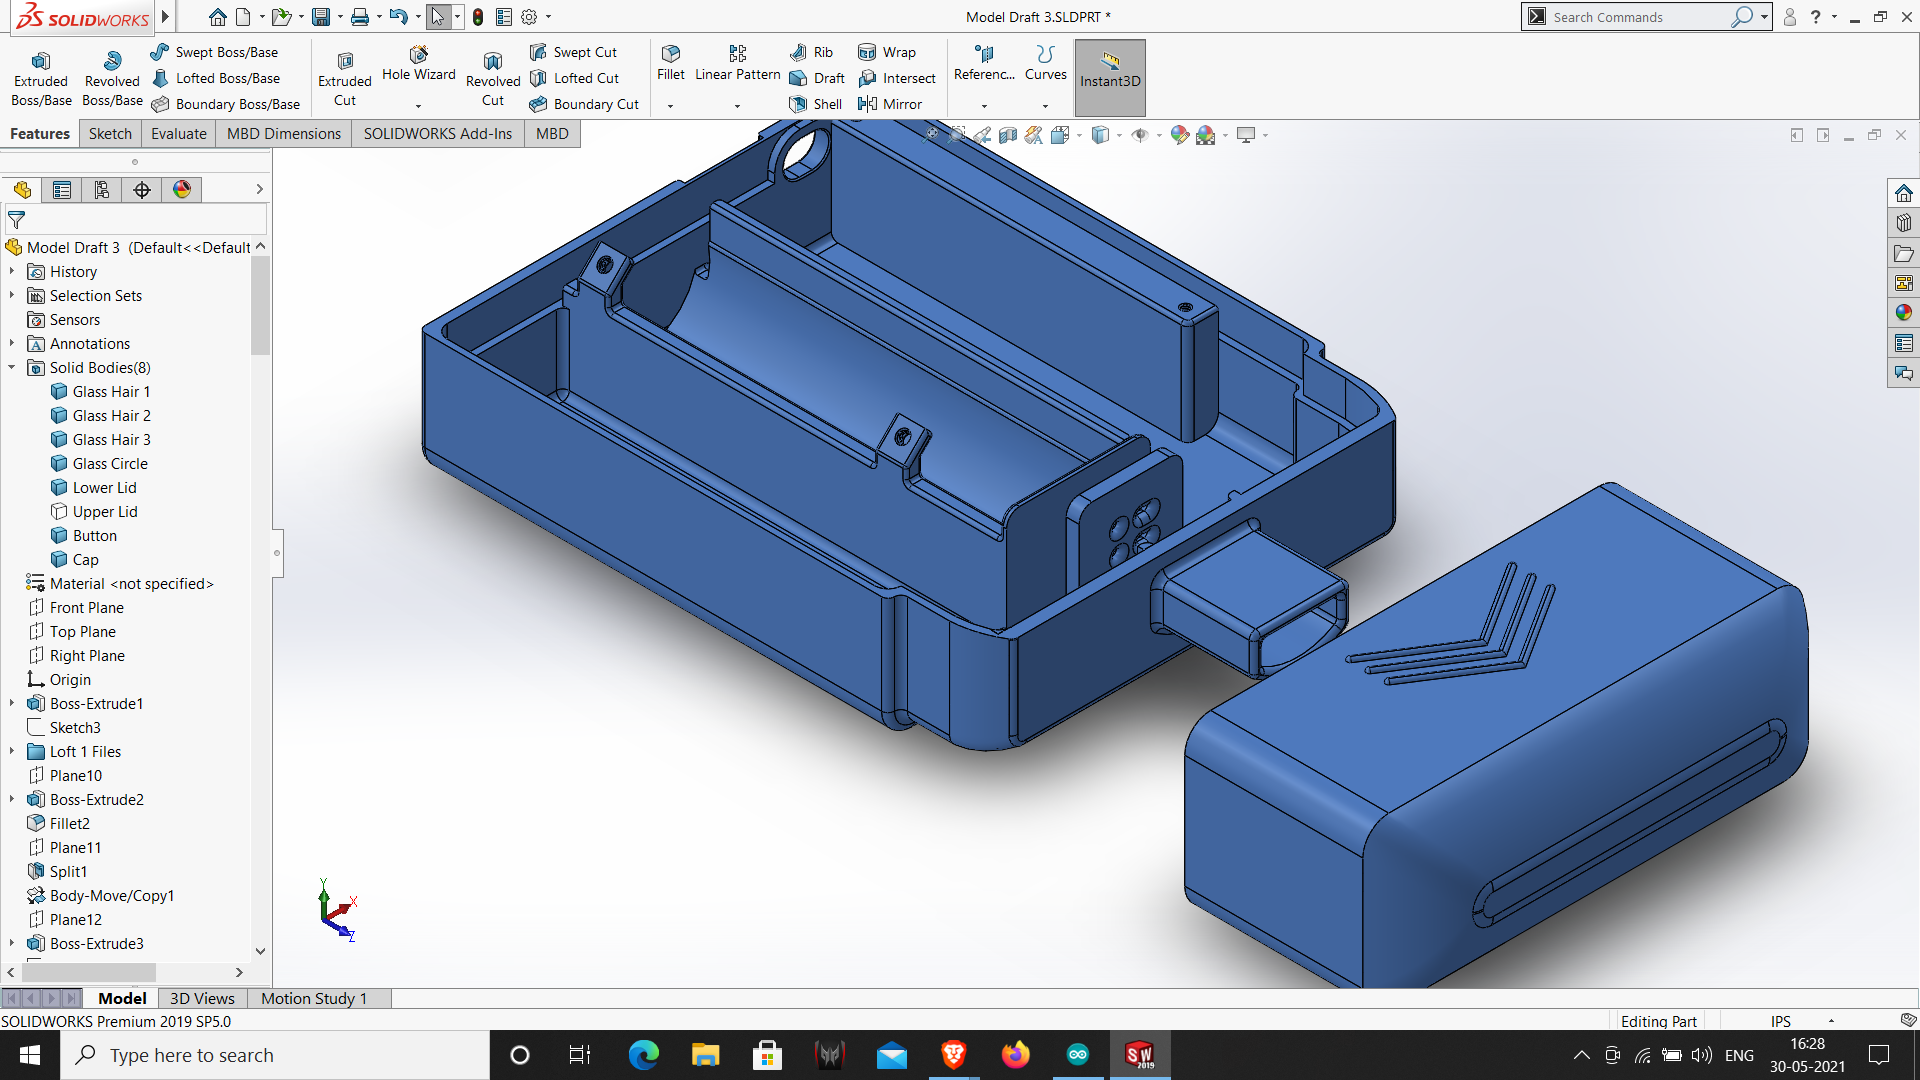 SOLIDWORKS
Model Draft 3.SLDPRT *
Search Commands
?
Extruded Boss/Base
Revolved Boss/Base
Swept Boss/Base
Lofted Boss/Base
Boundary Boss/Base
Extruded Cut
Hole Wizard
Revolved Cut
Swept Cut
Lofted Cut
Boundary Cut
Fillet
Linear Pattern
Rib
Draft
Shell
Wrap
Intersect
Mirror
Referenc...
Curves
Instant3D
Features
Sketch
Evaluate
MBD Dimensions
SOLIDWORKS Add-Ins
MBD
Model Draft 3 (Default<<Default
History
Selection Sets
Sensors
Annotations
Solid Bodies(8)
Glass Hair 1
Glass Hair 2
Glass Hair 3
Glass Circle
Lower Lid
Upper Lid
Button
Cap
Material <not specified>
Front Plane
Top Plane
Right Plane
Origin
Boss-Extrude1
Sketch3
Loft 1 Files
Plane10
Boss-Extrude2
Fillet2
Plane11
Split1
Body-Move/Copy1
Plane12
Boss-Extrude3
Y
X
Z
Model
3D Views
Motion Study 1
SOLIDWORKS Premium 2019 SP5.0
Editing Part
IPS
Type here to search
SW
2019
ENG
16:28
30-05-2021